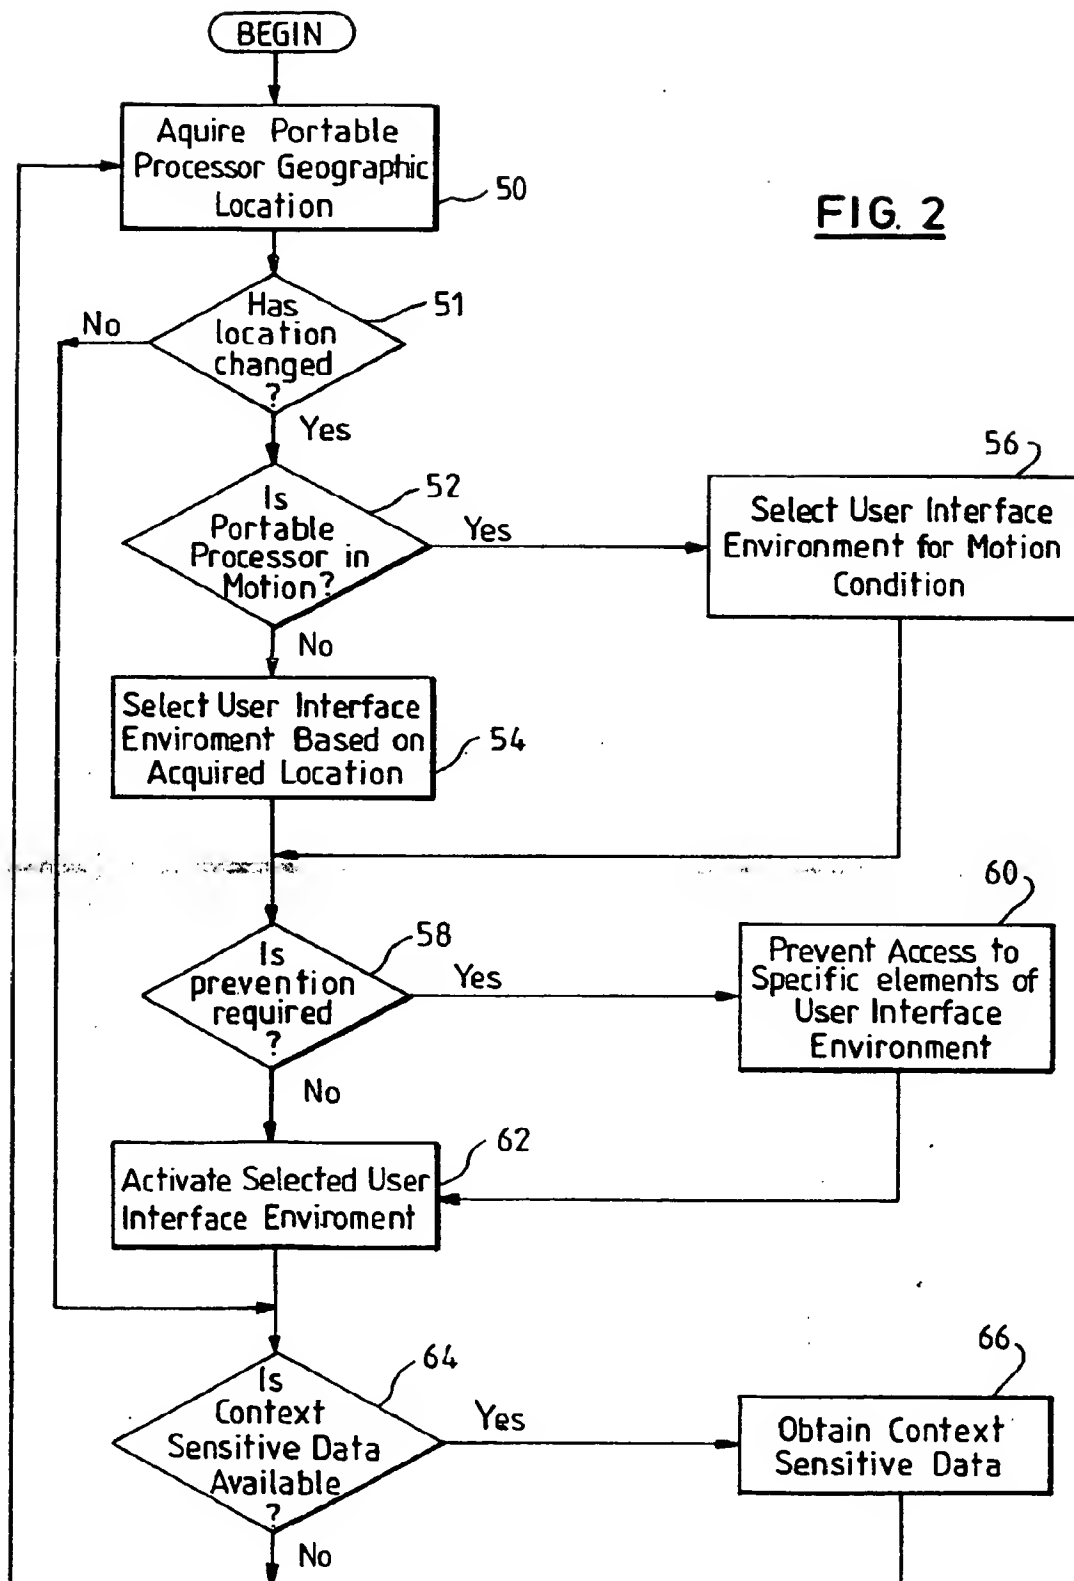 BEGIN
Aquire Portable
Processor Geographic
Location
50
FIG. 2
Has
location
changed
?
51
No
Yes
Is
Portable
Processor in
Motion?
52
Yes
56
Select User Interface
Environment for Motion
Condition
No
Select User Interface
Enviroment Based on
Acquired Location
54
Is
prevention
required
?
58
Yes
60
Prevent Access to
Specific elements of
User Interface
Environment
No
62
Activate Selected User
Interface Enviroment
Is
Context
Sensitive Data
Available
?
64
Yes
66
Obtain Context
Sensitive Data
No